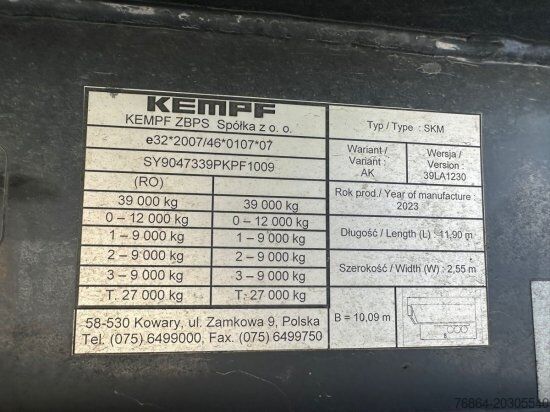 KEMPF
KEMPF ZBPS Spółka z o. o.
e32*2007/46*0107*07
SY9047339PKPF1009
(RO)
39 000 kg 39 000 kg
0–12 000 kg 0–12 000 kg
1–9 000 kg 1–9 000 kg
2–9 000 kg 2–9 000 kg
3–9 000 kg 3–9 000 kg
T. 27 000 kg T. 27 000 kg
58-530 Kowary, ul. Zamkowa 9, Polska
Tel. (075) 6499000, Fax. (075) 6499750
Typ / Type : SKM
Wariant / Variant : AK
Wersja / Version : 39LA1230
Rok prod./ Year of manufacture :
2023
Długość / Length (L) : 11,90 m
Szerokość / Width (W) : 2,55 m
B = 10,09 m
B
76864-20305540